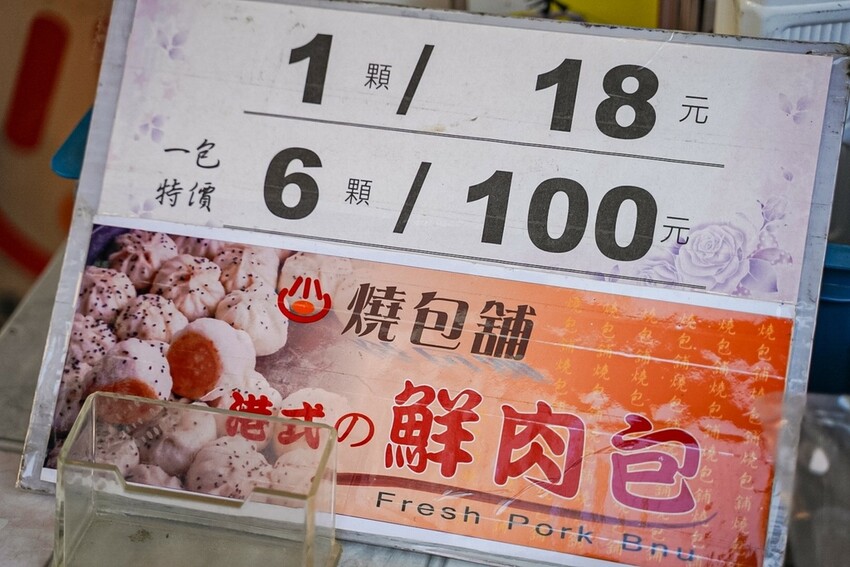 1 顆 / 18 元
一包
特價
6 顆 / 100 元
燒包舖
港式の鮮肉包
Fresh Pork Bnu